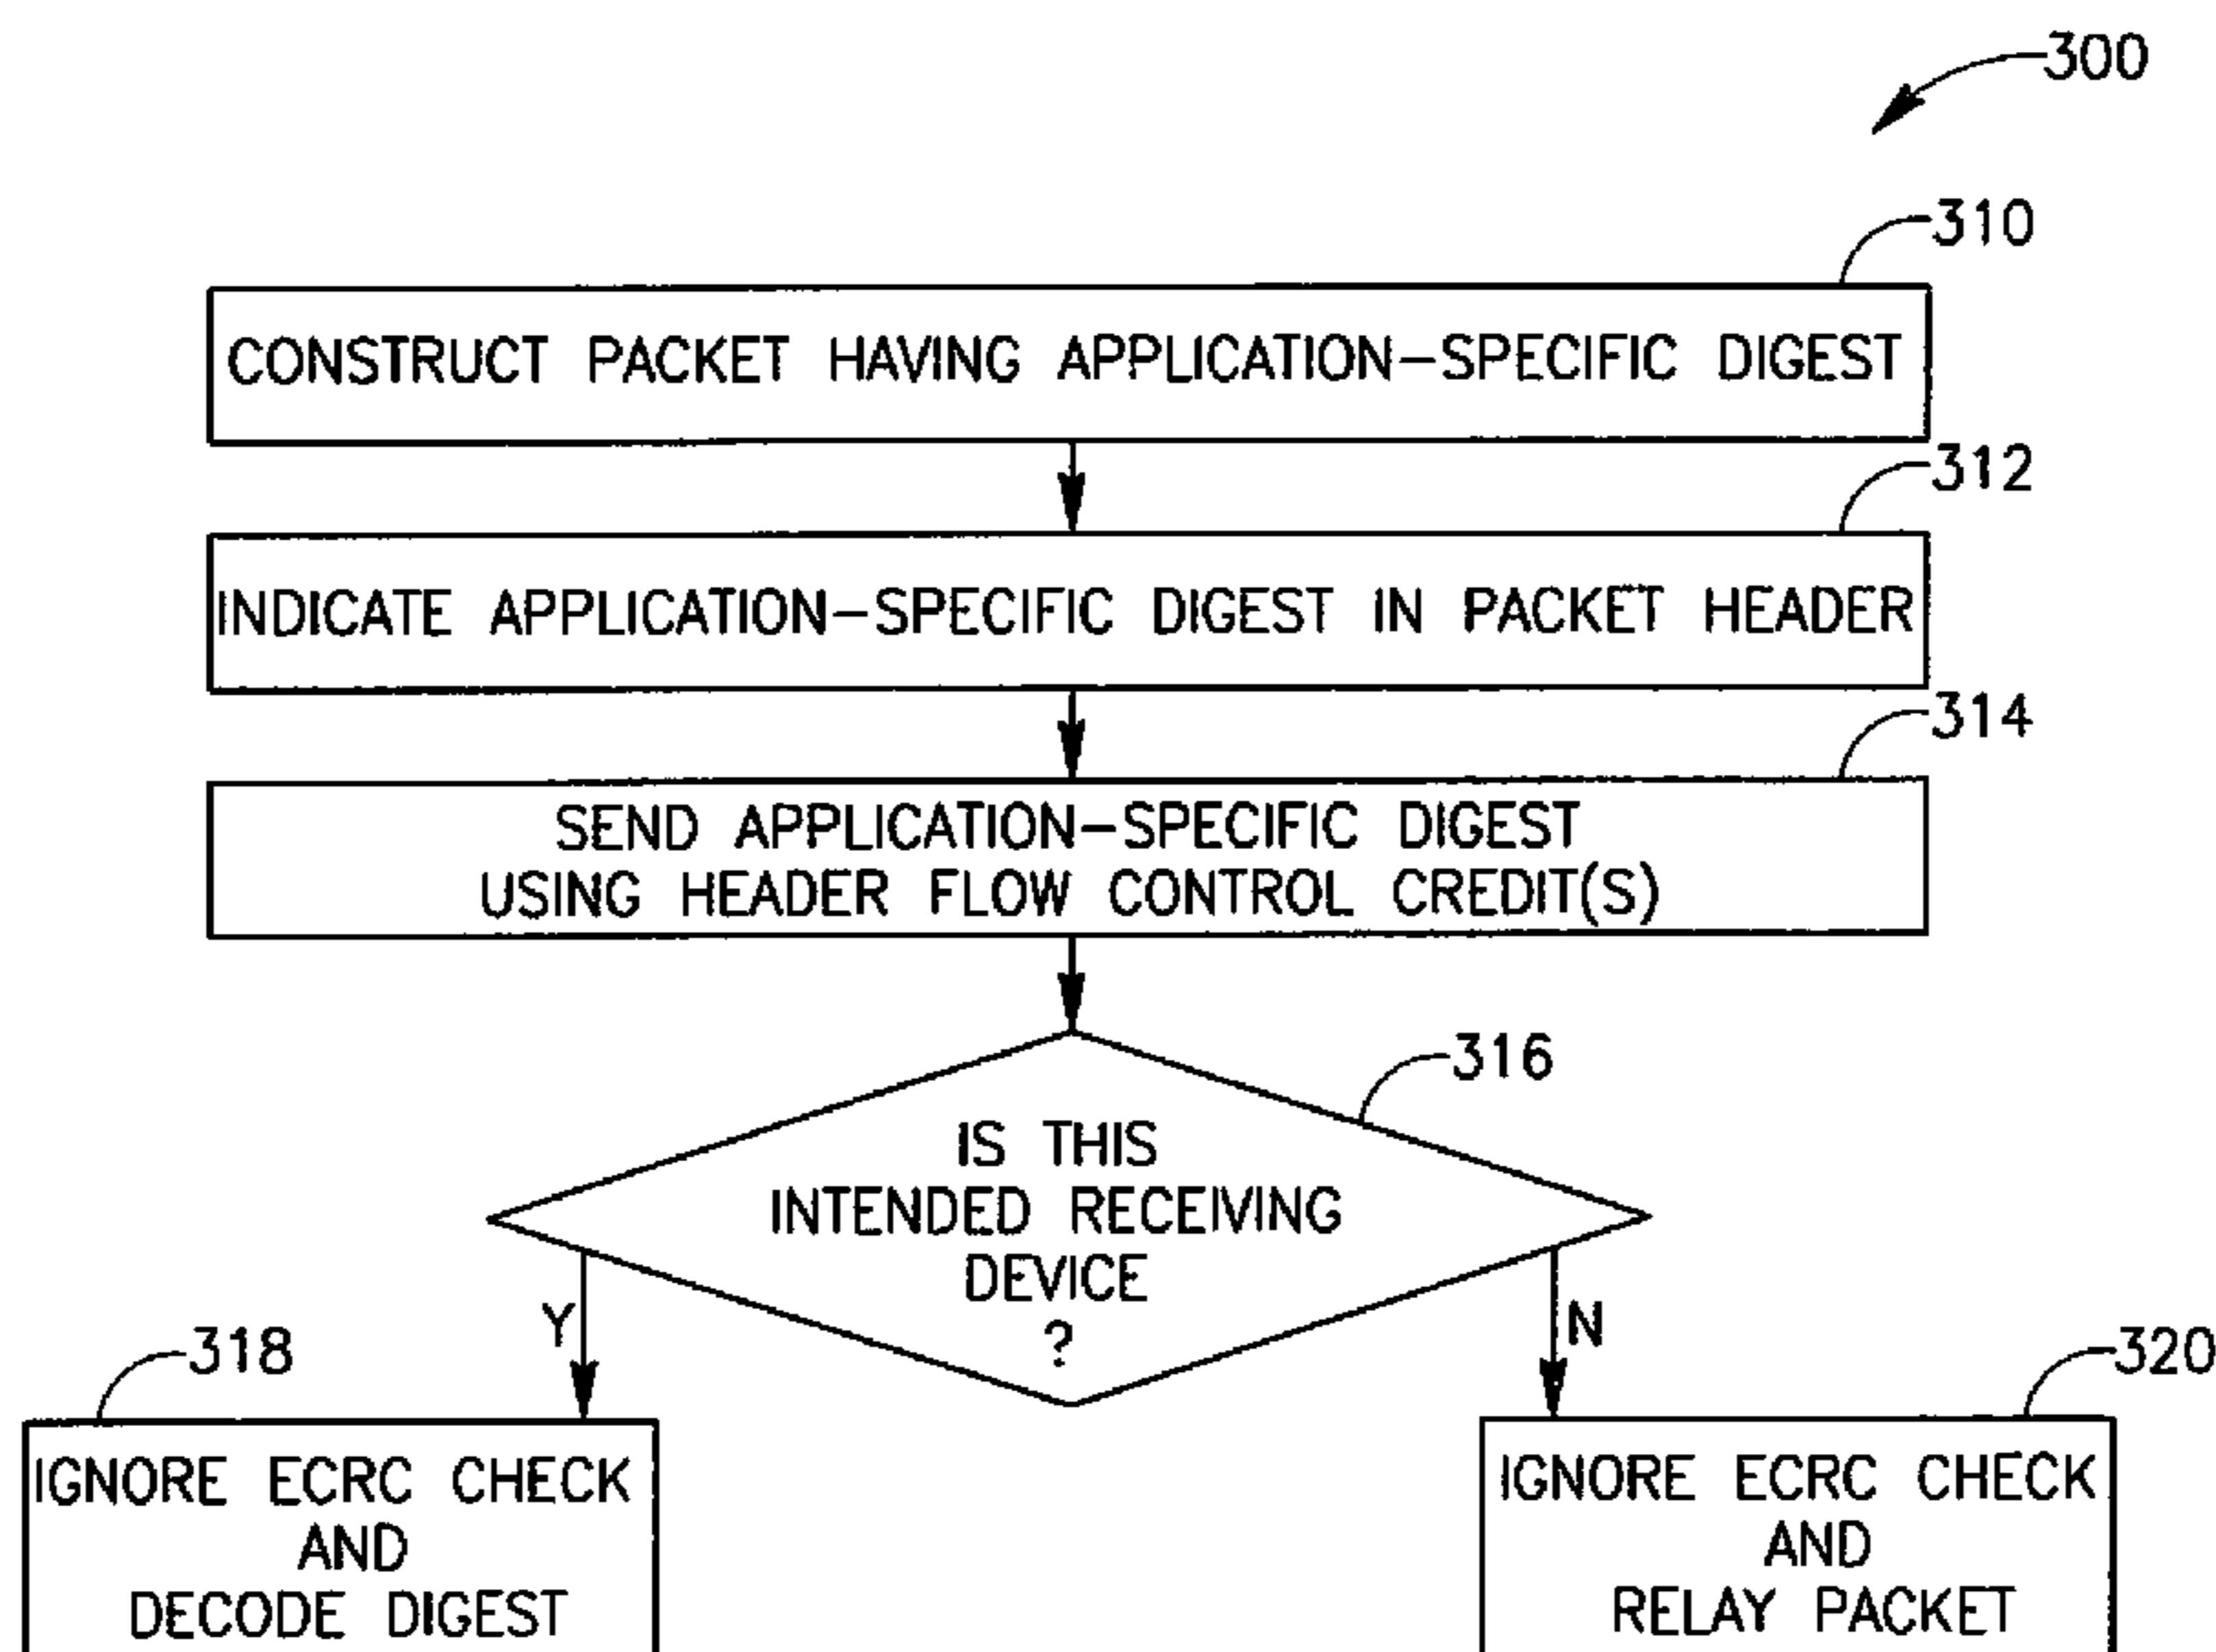 300
310
CONSTRUCT PACKET HAVING APPLICATION-SPECIFIC DIGEST
312
INDICATE APPLICATION-SPECIFIC DIGEST IN PACKET HEADER
314
SEND APPLICATION-SPECIFIC DIGEST
USING HEADER FLOW CONTROL CREDIT(S)
316
IS THIS
INTENDED RECEIVING
DEVICE
?
Y
N
318
320
IGNORE ECRC CHECK
AND
DECODE DIGEST
IGNORE ECRC CHECK
AND
RELAY PACKET